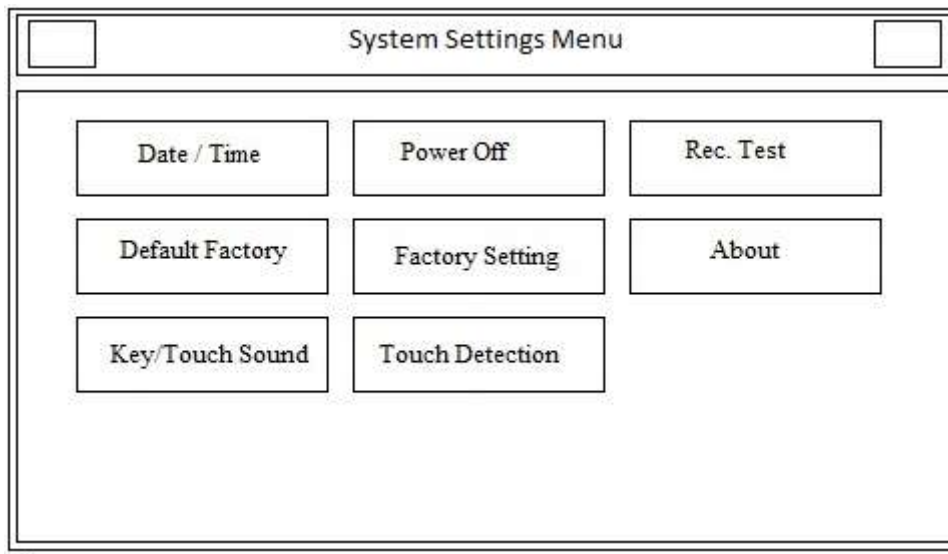 System Settings Menu
Date / Time
Power Off
Rec. Test
Default Factory
Factory Setting
About
Key/Touch Sound
Touch Detection